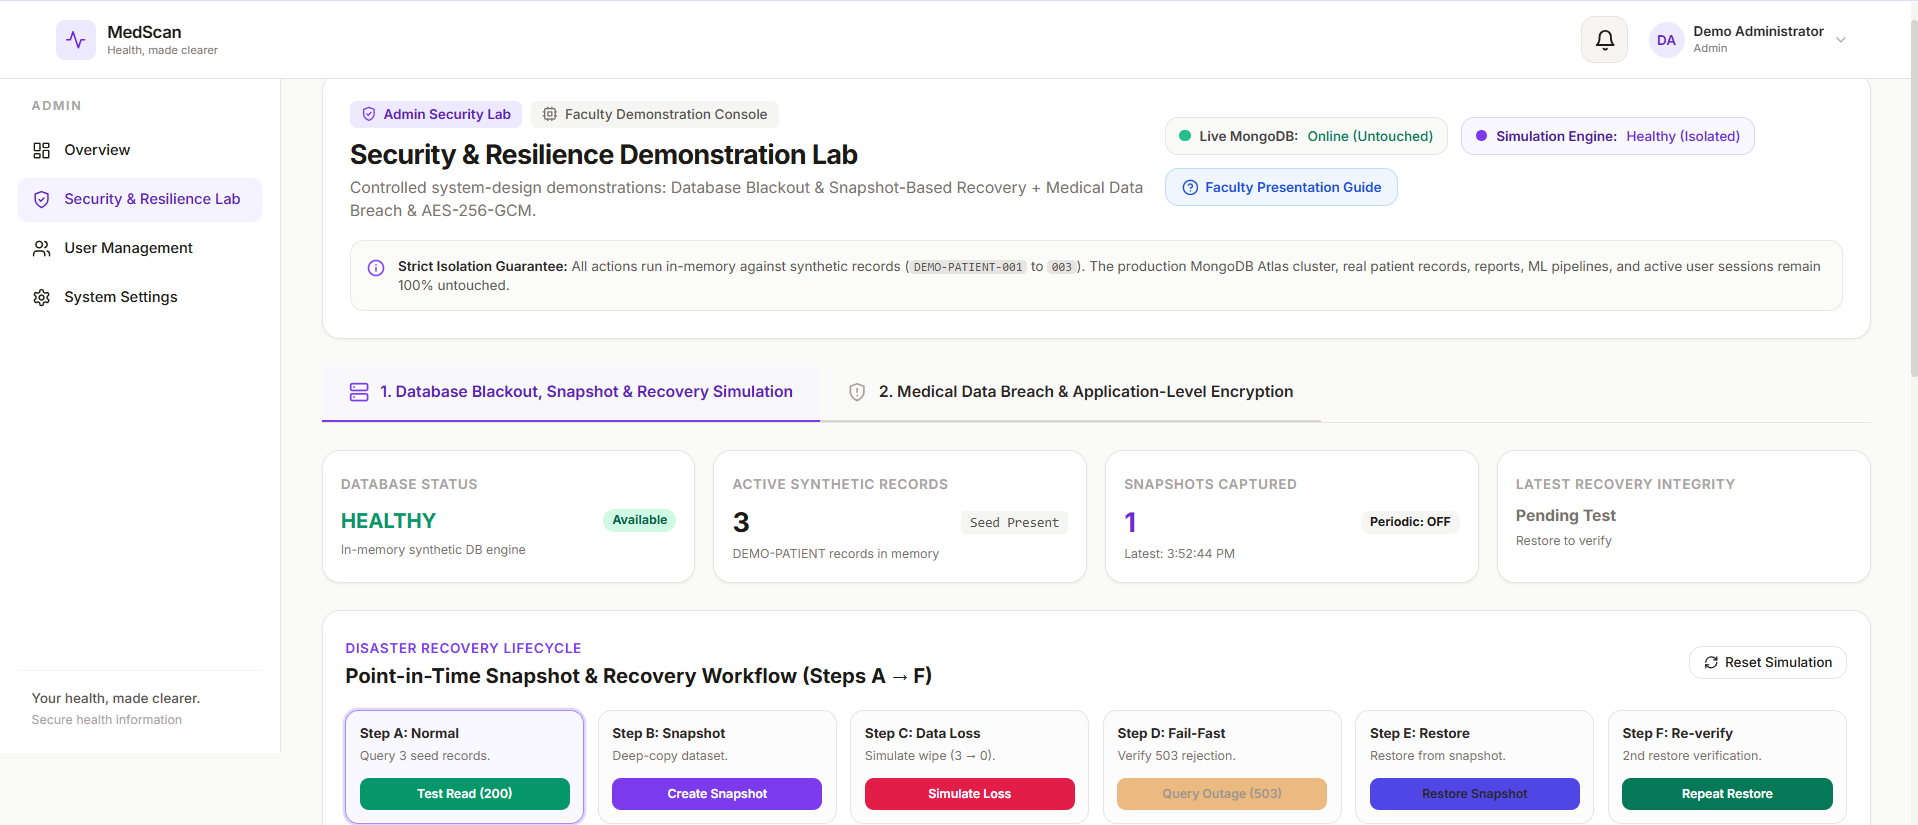 MedScan
Health, made clearer
DA
Demo Administrator
Admin
ADMIN
Overview
Security & Resilience Lab
User Management
System Settings
Your health, made clearer.
Secure health information
Admin Security Lab
Faculty Demonstration Console
Security & Resilience Demonstration Lab
Controlled system-design demonstrations: Database Blackout & Snapshot-Based Recovery + Medical Data
Breach & AES-256-GCM.
Live MongoDB: Online (Untouched)
Simulation Engine: Healthy (Isolated)
Faculty Presentation Guide
Strict Isolation Guarantee: All actions run in-memory against synthetic records (DEMO-PATIENT-001 to 003). The production MongoDB Atlas cluster, real patient records, reports, ML pipelines, and active user sessions remain
100% untouched.
1. Database Blackout, Snapshot & Recovery Simulation
2. Medical Data Breach & Application-Level Encryption
DATABASE STATUS
HEALTHY
Available
In-memory synthetic DB engine
ACTIVE SYNTHETIC RECORDS
3
Seed Present
DEMO-PATIENT records in memory
SNAPSHOTS CAPTURED
1
Periodic: OFF
Latest: 3:52:44 PM
LATEST RECOVERY INTEGRITY
Pending Test
Restore to verify
DISASTER RECOVERY LIFECYCLE
Point-in-Time Snapshot & Recovery Workflow (Steps A → F)
Reset Simulation
Step A: Normal
Query 3 seed records.
Test Read (200)
Step B: Snapshot
Deep-copy dataset.
Create Snapshot
Step C: Data Loss
Simulate wipe (3 → 0).
Simulate Loss
Step D: Fail-Fast
Verify 503 rejection.
Query Outage (503)
Step E: Restore
Restore from snapshot.
Restore Snapshot
Step F: Re-verify
2nd restore verification.
Repeat Restore